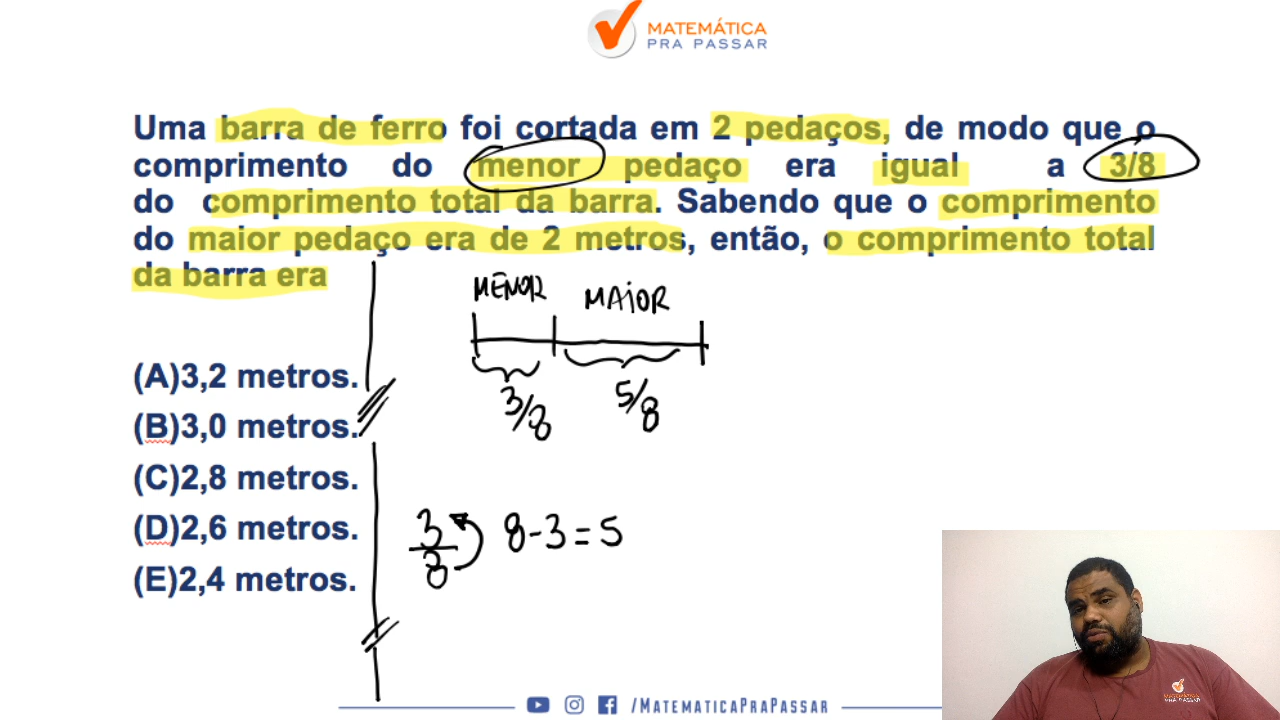 MATEMÁTICA
PRA PASSAR
Uma barra de ferro foi cortada em 2 pedaços, de modo que o
comprimento do menor pedaço era igual a 3/8
do comprimento total da barra. Sabendo que o comprimento
do maior pedaço era de 2 metros, então, o comprimento total
da barra era
MENOR MAIOR
3/8 5/8
(A)3,2 metros.
(B)3,0 metros.
(C)2,8 metros.
(D)2,6 metros.
(E)2,4 metros.
3/8 8-3=5
MATEMÁTICA
PRA PASSAR
/MatematicaPraPassar